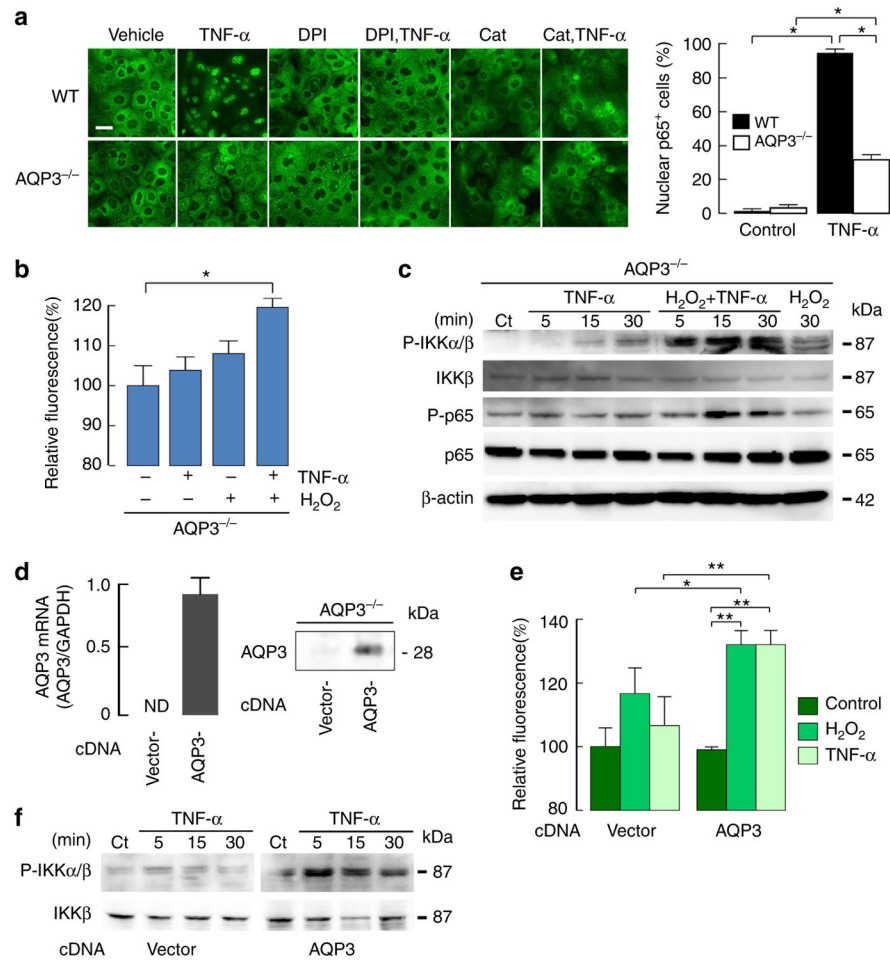 a
Vehicle TNF-α DPI DPI,TNF-α Cat Cat,TNF-α
WT
AQP3–/–
Nuclear p65+ cells (%)
100
80
60
40
20
0
* * *
WT
AQP3–/–
Control TNF-α
b
Relative fluorescence(%)
120
110
100
90
80
*
– + – + TNF-α
– – + + H2O2
AQP3–/–
c
AQP3–/–
TNF-α H2O2+TNF-α H2O2 kDa
(min) Ct 5 15 30 5 15 30 30
P-IKKα/β 87
IKKβ 87
P-p65 65
p65 65
β-actin 42
d
AQP3 mRNA
(AQP3/GAPDH)
1.0
0.5
0
ND
cDNA Vector- AQP3-
AQP3–/– kDa
AQP3 - 28
cDNA Vector- AQP3-
e
Relative fluorescence(%)
140
130
120
100
80
**
*
**
**
Control
H2O2
TNF-α
cDNA Vector AQP3
f
TNF-α TNF-α
(min) Ct 5 15 30 Ct 5 15 30 kDa
P-IKKα/β 87
IKKβ 87
cDNA Vector AQP3